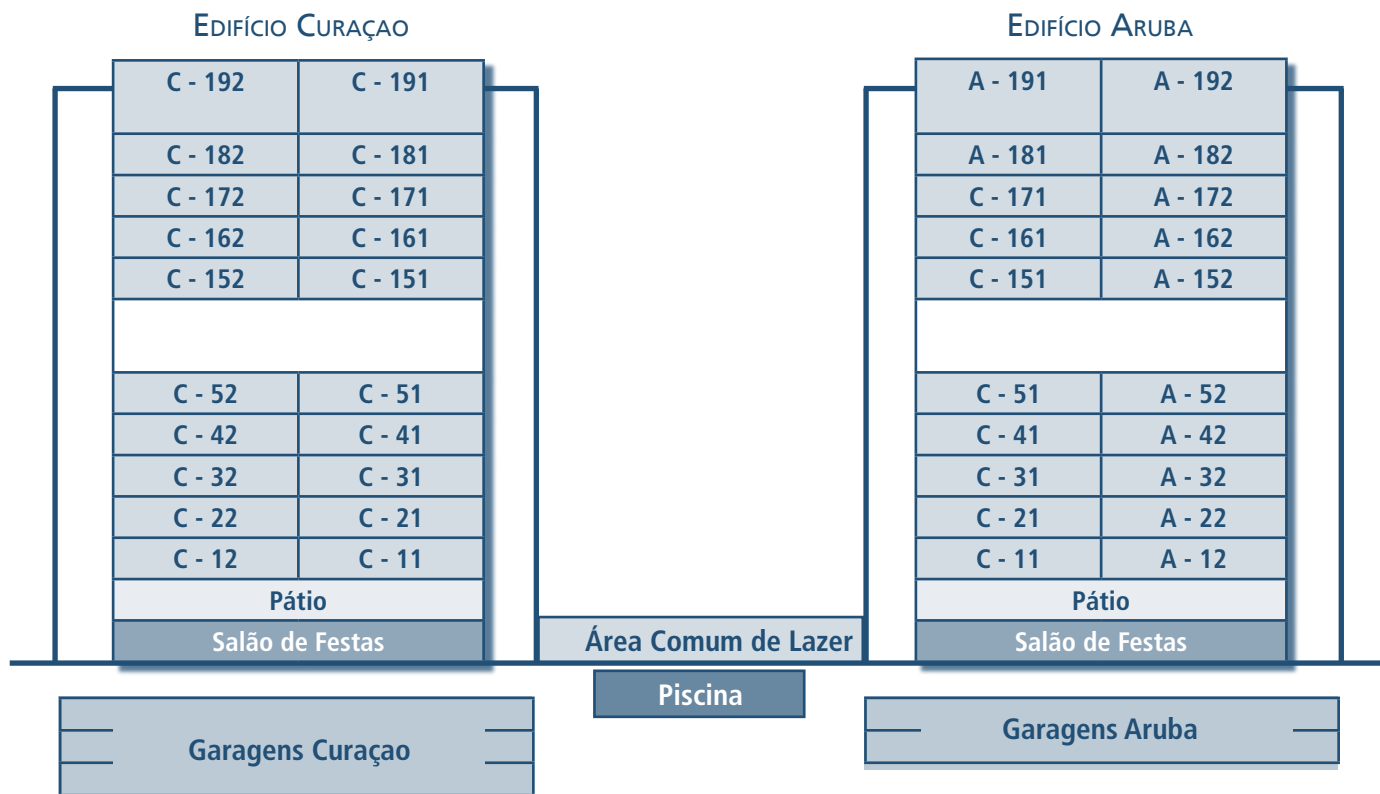 Edifício Curaçao
C - 192 C - 191
C - 182 C - 181
C - 172 C - 171
C - 162 C - 161
C - 152 C - 151
C - 52 C - 51
C - 42 C - 41
C - 32 C - 31
C - 22 C - 21
C - 12 C - 11
Pátio
Salão de Festas
Garagens Curaçao
Área Comum de Lazer
Piscina
Edifício Aruba
A - 191 A - 192
A - 181 A - 182
C - 171 A - 172
C - 161 A - 162
C - 151 A - 152
C - 51 A - 52
C - 41 A - 42
C - 31 A - 32
C - 21 A - 22
C - 11 A - 12
Pátio
Salão de Festas
Garagens Aruba